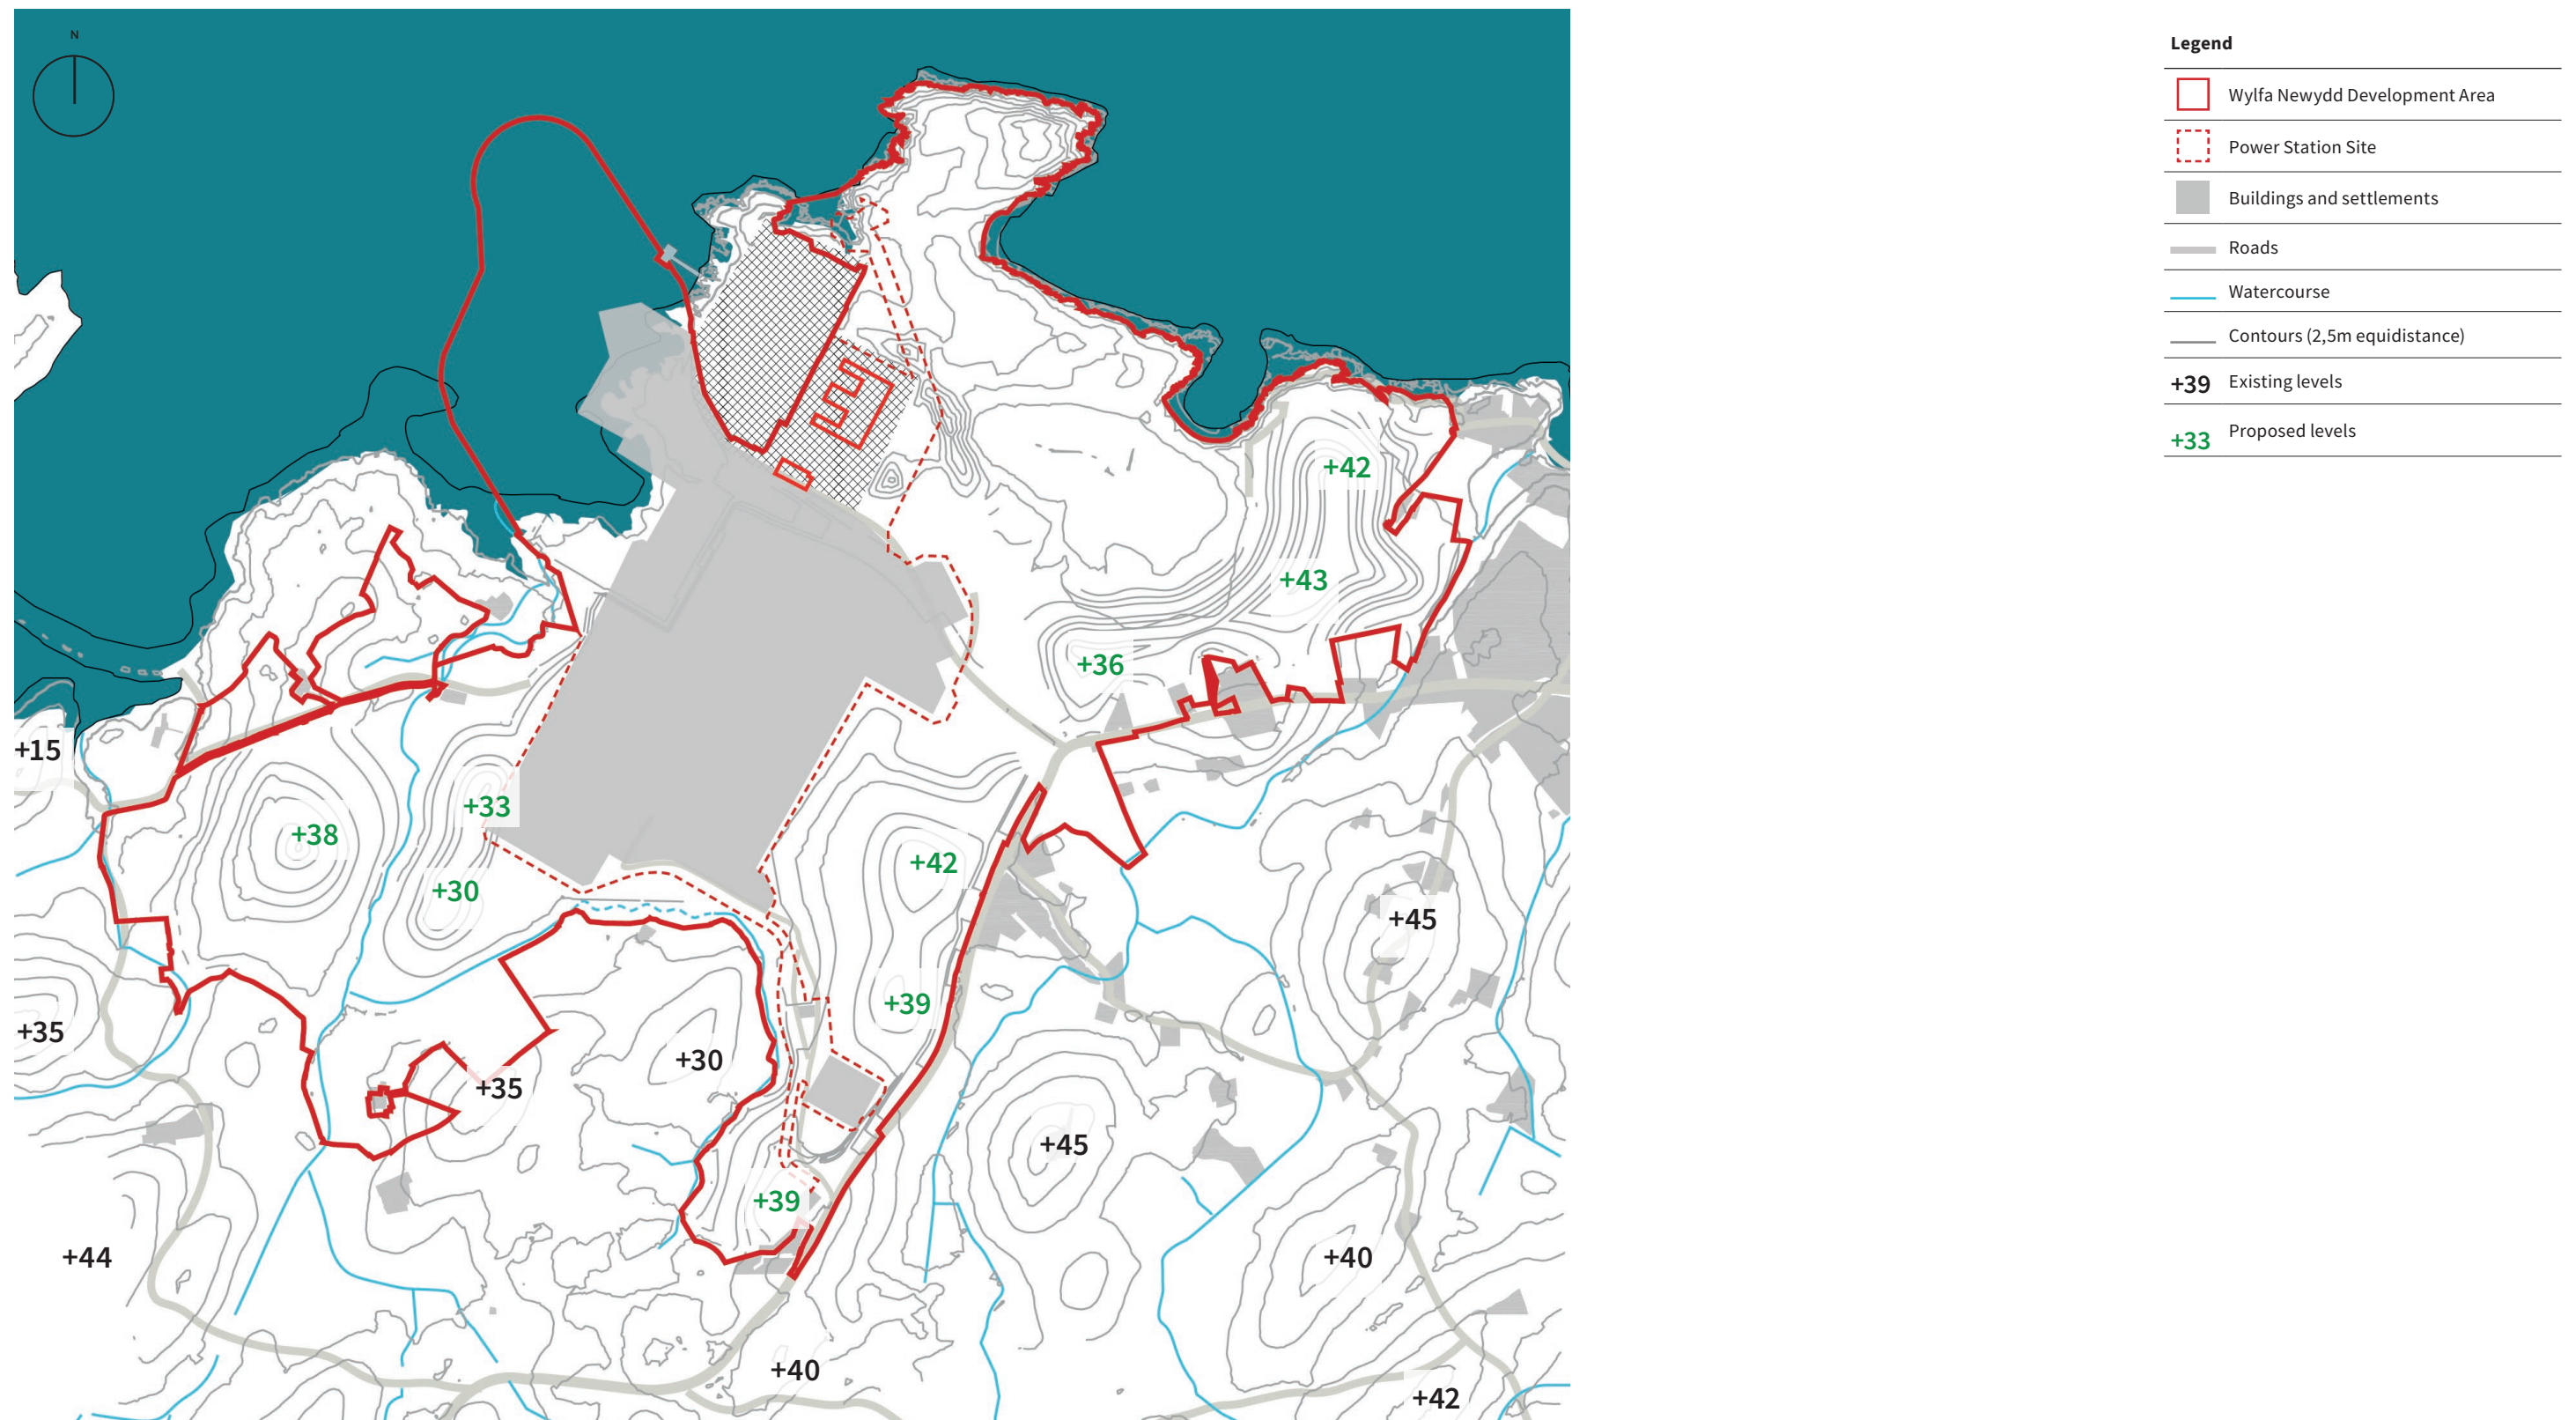 N
+42
+43
+36
+15
+33
+38
+42
+30
+45
+39
+35
+30
+35
+45
+39
+44
+40
+40
+42
Legend
Wylfa Newydd Development Area
Power Station Site
Buildings and settlements
Roads
Watercourse
Contours (2,5m equidistance)
+39 Existing levels
+33 Proposed levels